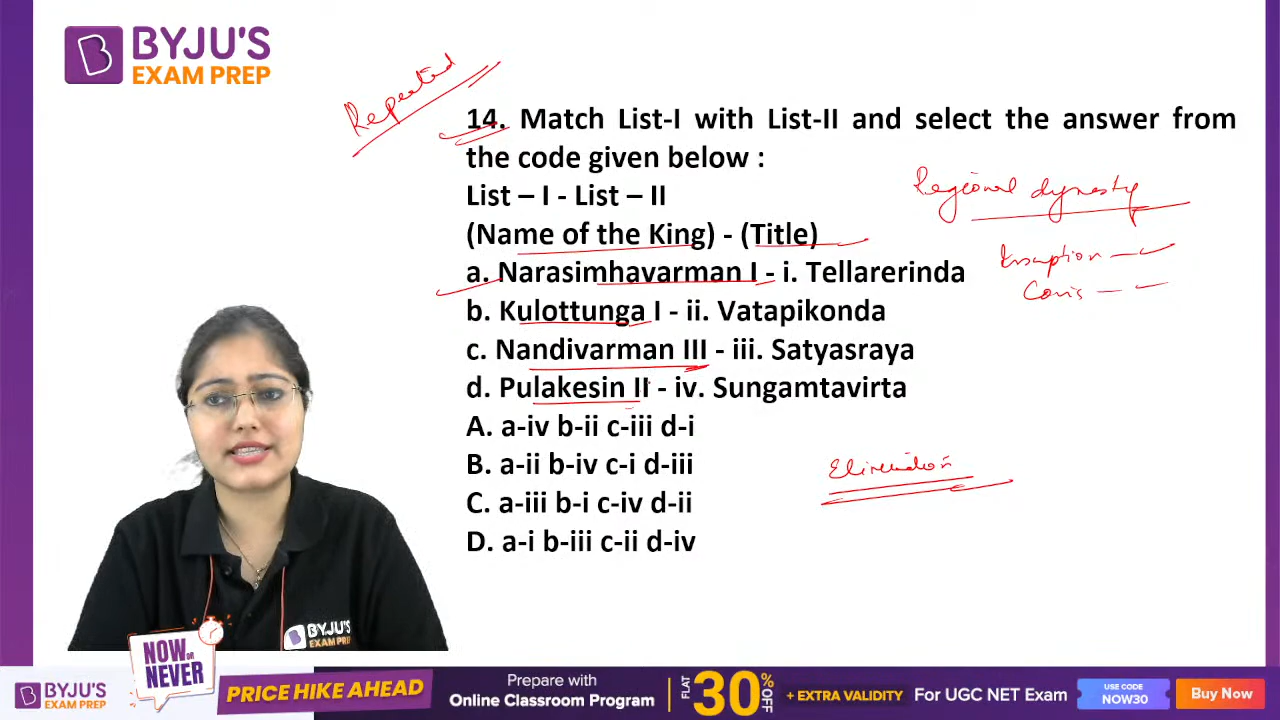 BYJU'S
EXAM PREP
Repeated
14. Match List-I with List-II and select the answer from
the code given below :
List – I - List – II
(Name of the King) - (Title)
a. Narasimhavarman I - i. Tellarerinda
b. Kulottunga I - ii. Vatapikonda
c. Nandivarman III - iii. Satyasraya
d. Pulakesin II - iv. Sungamtavirta
A. a-iv b-ii c-iii d-i
B. a-ii b-iv c-i d-iii
C. a-iii b-i c-iv d-ii
D. a-i b-iii c-ii d-iv
Regional dynasty
Coins
BYJU'S
EXAM PREP
NOW OR
NEVER
BYJU'S
EXAM PREP
PRICE HIKE AHEAD
Prepare with
Online Classroom Program
FLAT
30% OFF
+ EXTRA VALIDITY
For UGC NET Exam
USE CODE
NOW30
Buy Now